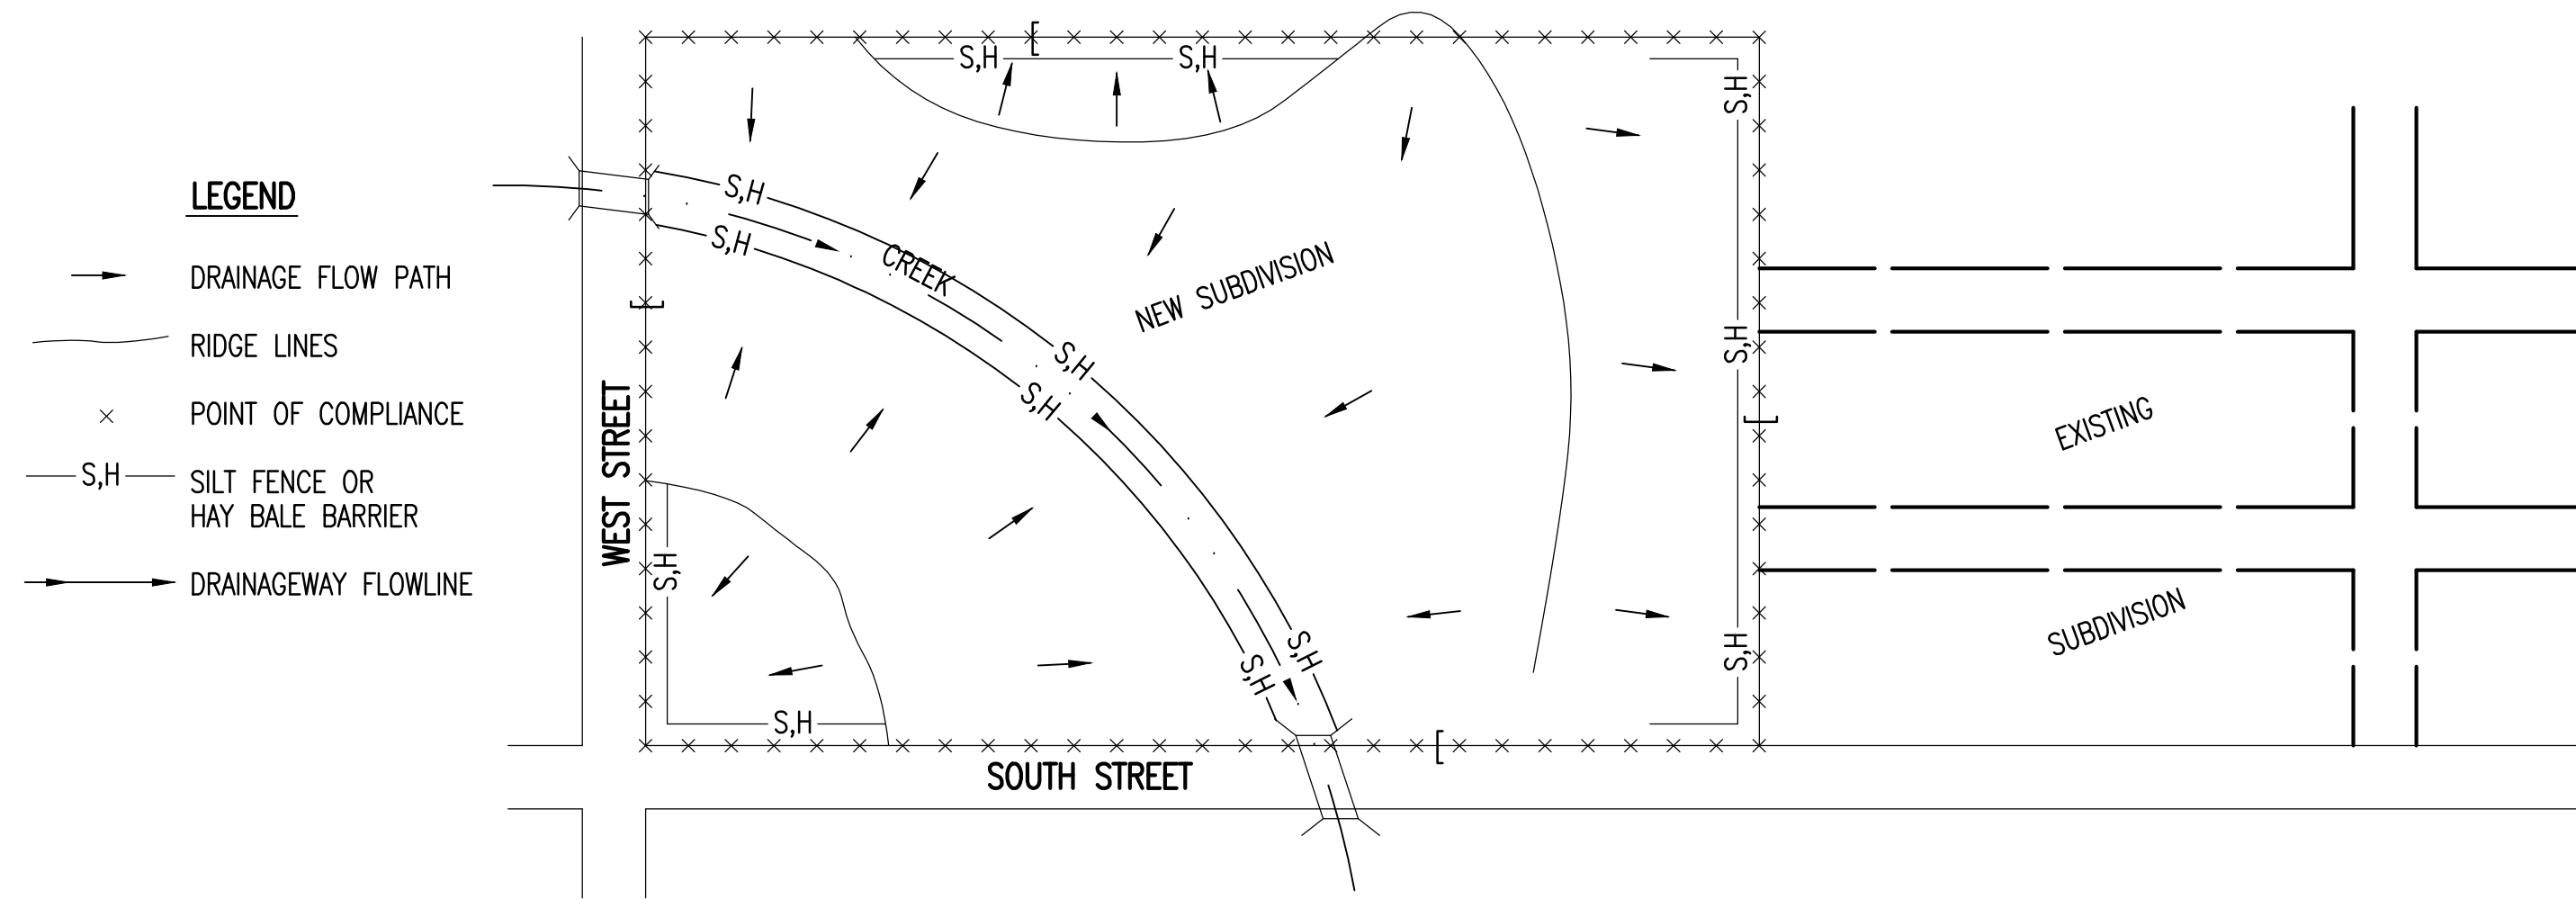 LEGEND
DRAINAGE FLOW PATH
RIDGE LINES
POINT OF COMPLIANCE
S,H
SILT FENCE OR
HAY BALE BARRIER
DRAINAGEWAY FLOWLINE
S,H
S,H
S,H
S,H
S,H
CREEK
NEW SUBDIVISION
S,H
S,H
S,H
WEST STREET
EXISTING
S,H
S,H
S,H
S,H
S,H
S,H
SUBDIVISION
SOUTH STREET